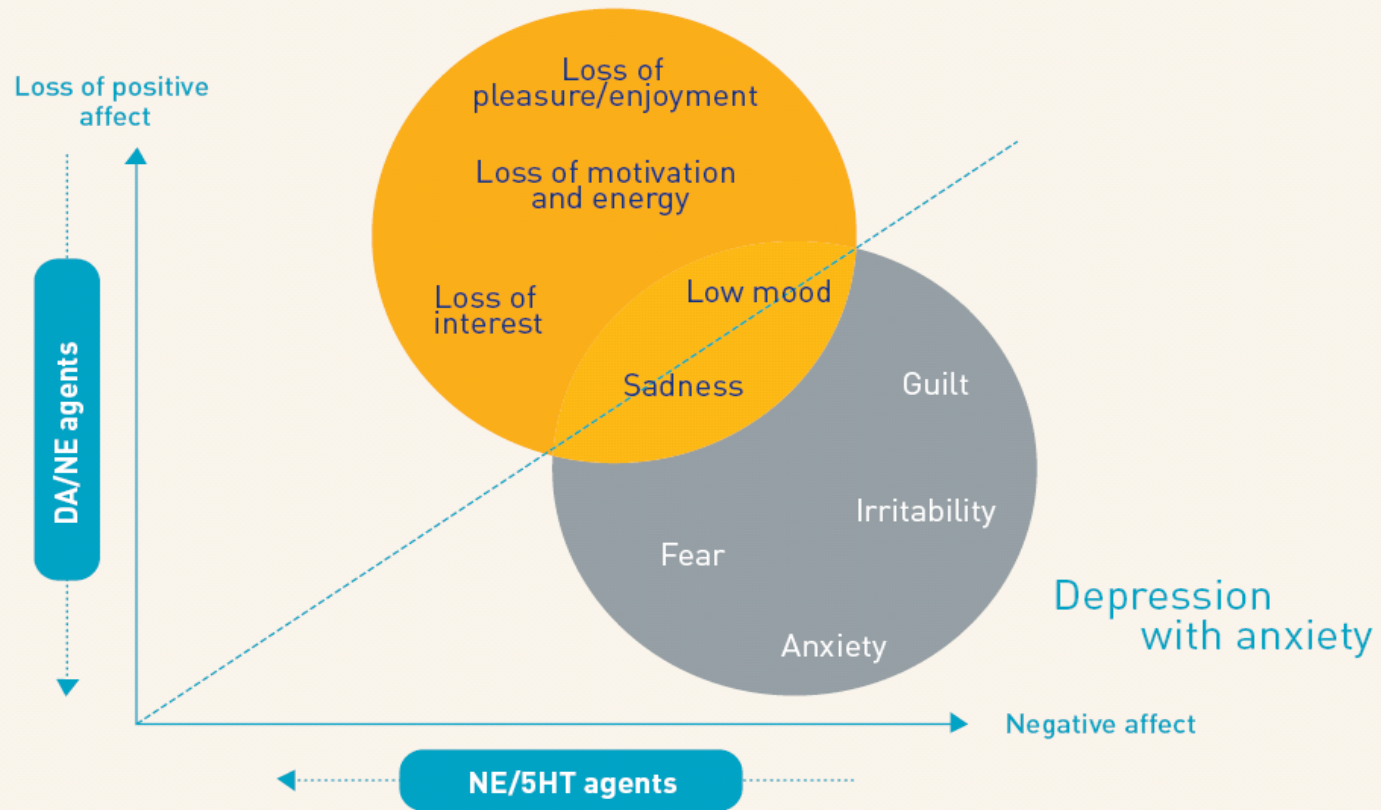 Loss of positive
affect
Loss of
pleasure/enjoyment
Loss of motivation
and energy
Loss of
interest
Low mood
Sadness
Guilt
Irritability
Fear
Anxiety
DA/NE agents
Depression
with anxiety
Negative affect
NE/5HT agents